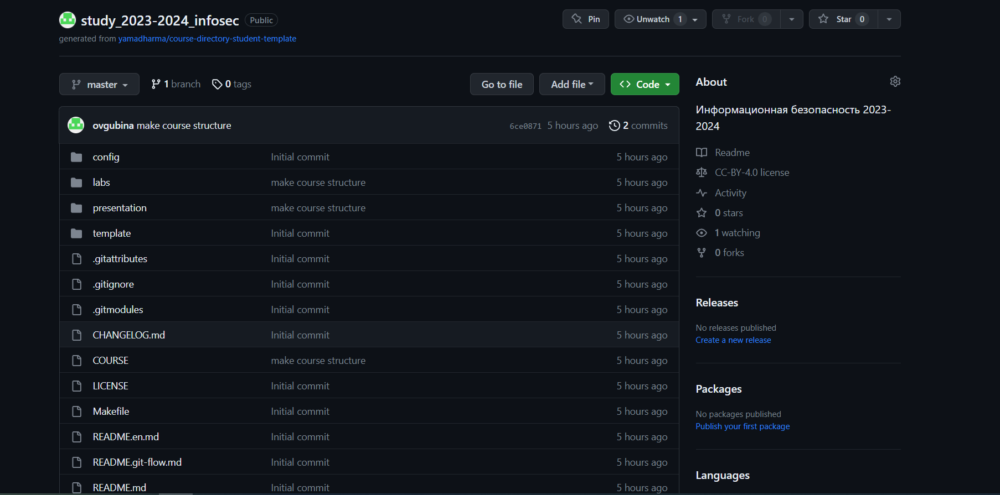 study_2023-2024_infosec Public
Pin
Unwatch 1
Fork 0
Star 0
generated from yamadharma/course-directory-student-template
master
1 branch
0 tags
Go to file
Add file
Code
ovgubina make course structure
6ce0871 5 hours ago 2 commits
config Initial commit 5 hours ago
labs make course structure 5 hours ago
presentation make course structure 5 hours ago
template Initial commit 5 hours ago
.gitattributes Initial commit 5 hours ago
.gitignore Initial commit 5 hours ago
.gitmodules Initial commit 5 hours ago
CHANGELOG.md Initial commit 5 hours ago
COURSE make course structure 5 hours ago
LICENSE Initial commit 5 hours ago
Makefile Initial commit 5 hours ago
README.en.md Initial commit 5 hours ago
README.git-flow.md Initial commit 5 hours ago
README.md Initial commit 5 hours ago
About
Информационная безопасность 2023-
2024
Readme
CC-BY-4.0 license
Activity
0 stars
1 watching
0 forks
Releases
No releases published
Create a new release
Packages
No packages published
Publish your first package
Languages